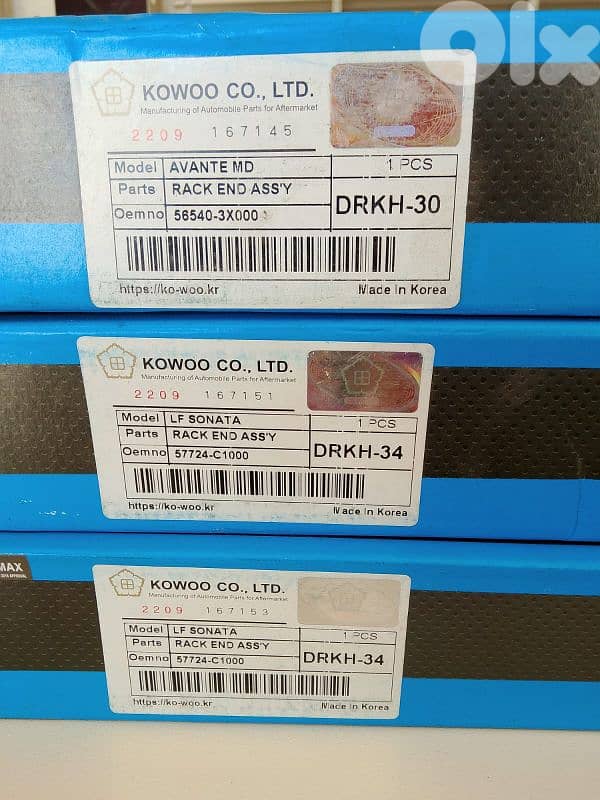 olx
KOWOO CO., LTD.
Manufacturing of Automobile Parts for Aftermarket
2209 167145
Model AVANTE MD 1 PCS
Parts RACK END ASS'Y
DRKH-30
Oemno 56540-3X000
https://ko-woo.kr Made In Korea
KOWOO CO., LTD.
Manufacturing of Automobile Parts for Aftermarket
2209 167151
Model LF SONATA 1 PCS
Parts RACK END ASS'Y
Oemno 57724-C1000 DRKH-34
https://ko-woo.kr Made In Korea
MAX
KOWOO CO., LTD.
Manufacturing of Automobile Parts for Aftermarket
2209 167153
Model LF SONATA 1 PCS
Parts RACK END ASS'Y
Oemno 57724-C1000 DRKH-34
https://ko-woo.kr Made In Korea